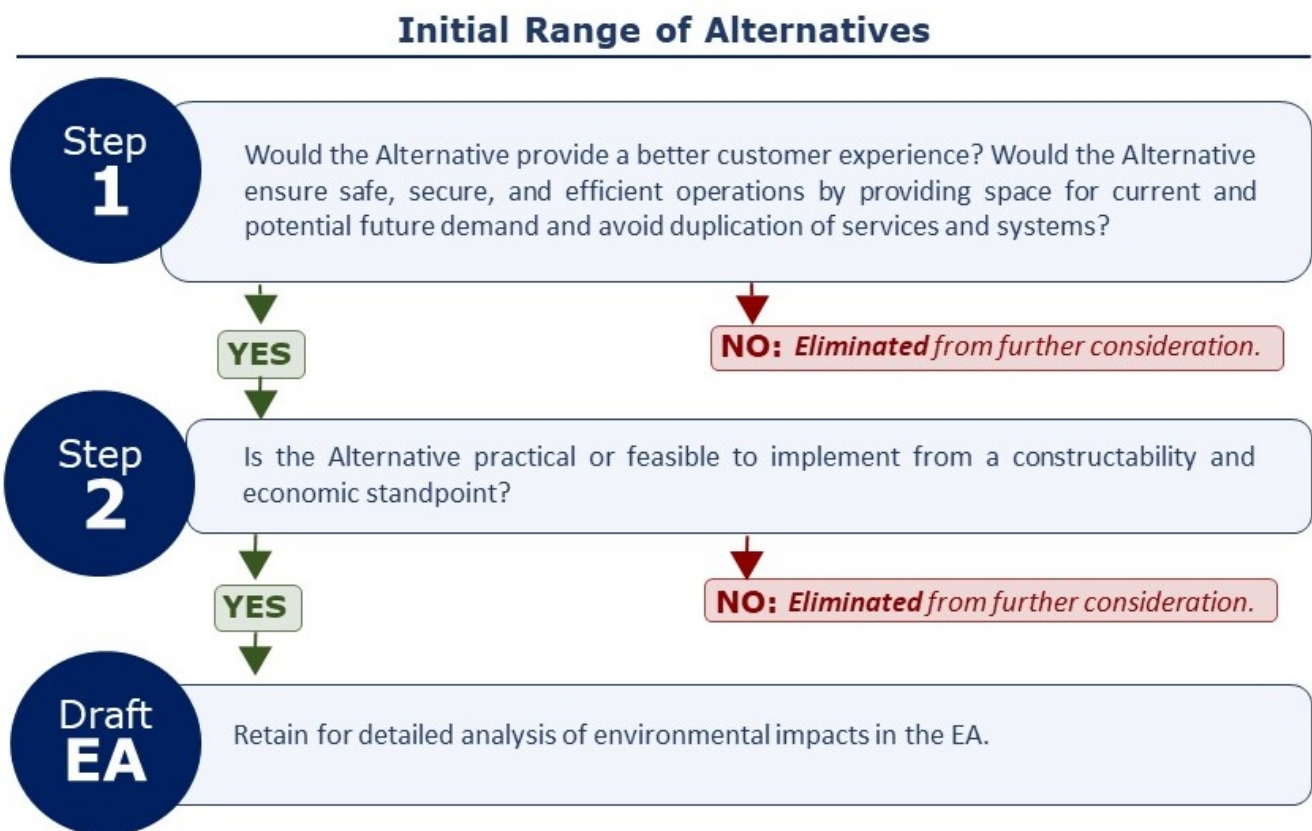 Initial Range of Alternatives
Step
1
Would the Alternative provide a better customer experience? Would the Alternative
ensure safe, secure, and efficient operations by providing space for current and
potential future demand and avoid duplication of services and systems?
YES
NO: Eliminated from further consideration.
Step
2
Is the Alternative practical or feasible to implement from a constructability and
economic standpoint?
YES
NO: Eliminated from further consideration.
Draft
EA
Retain for detailed analysis of environmental impacts in the EA.